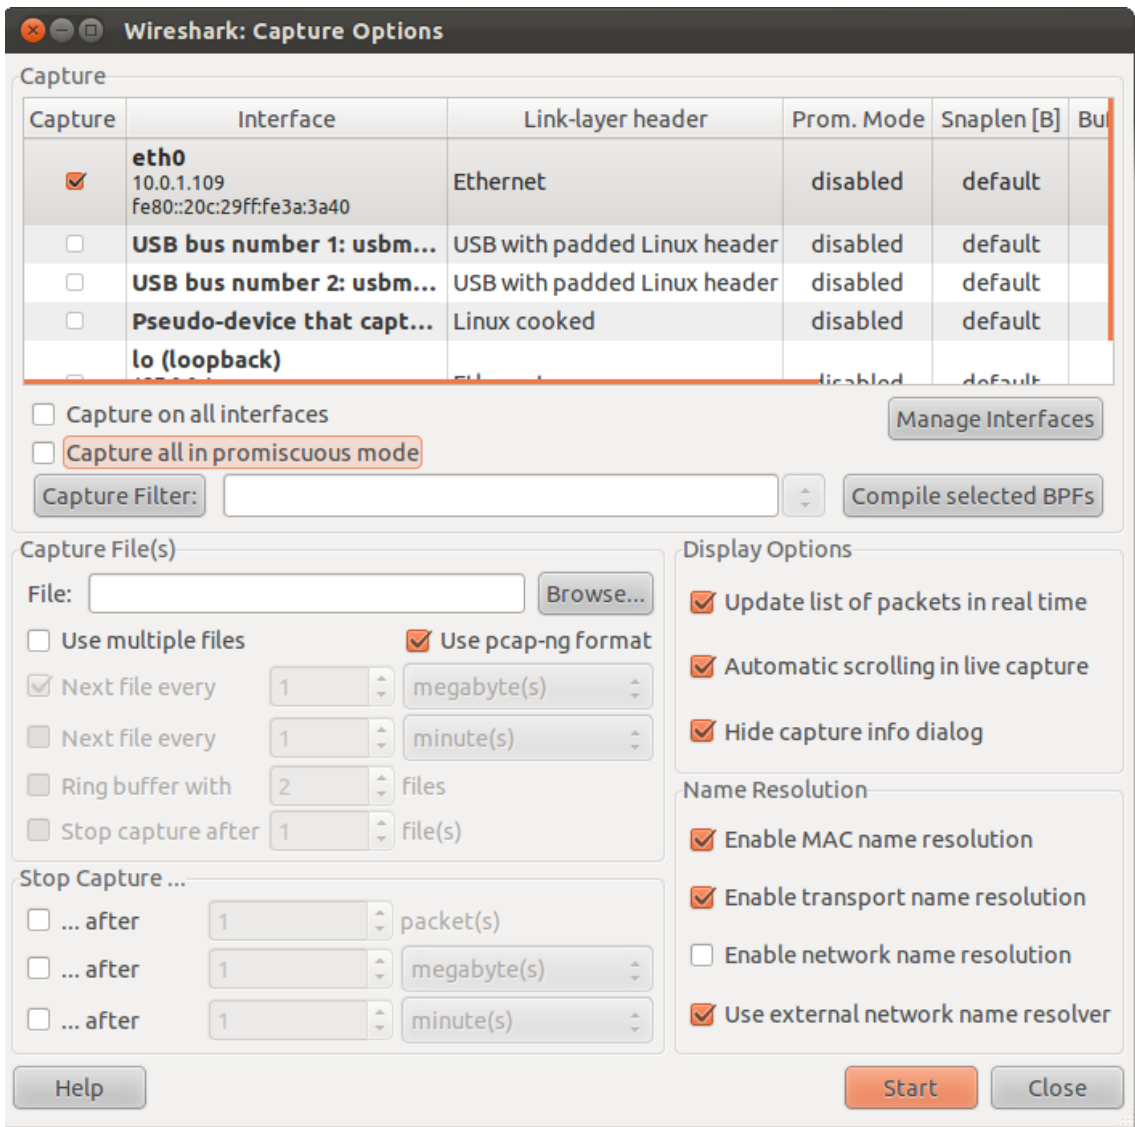 Wireshark: Capture Options
Capture
Capture Interface Link-layer header Prom. Mode Snaplen [B]
eth0
10.0.1.109
fe80::20c:29ff:fe3a:3a40
Ethernet disabled default
USB bus number 1: usbm... USB with padded Linux header disabled default
USB bus number 2: usbm... USB with padded Linux header disabled default
Pseudo-device that capt... Linux cooked disabled default
lo (loopback)
disabled default
Capture on all interfaces
Manage Interfaces
Capture all in promiscuous mode
Capture Filter: Compile selected BPFs
Capture File(s)
File: Browse...
Use multiple files Use pcap-ng format
Next file every 1 megabyte(s)
Next file every 1 minute(s)
Ring buffer with 2 files
Stop capture after 1 file(s)
Stop Capture ...
... after 1 packet(s)
... after 1 megabyte(s)
... after 1 minute(s)
Display Options
Update list of packets in real time
Automatic scrolling in live capture
Hide capture info dialog
Name Resolution
Enable MAC name resolution
Enable transport name resolution
Enable network name resolution
Use external network name resolver
Help Start Close